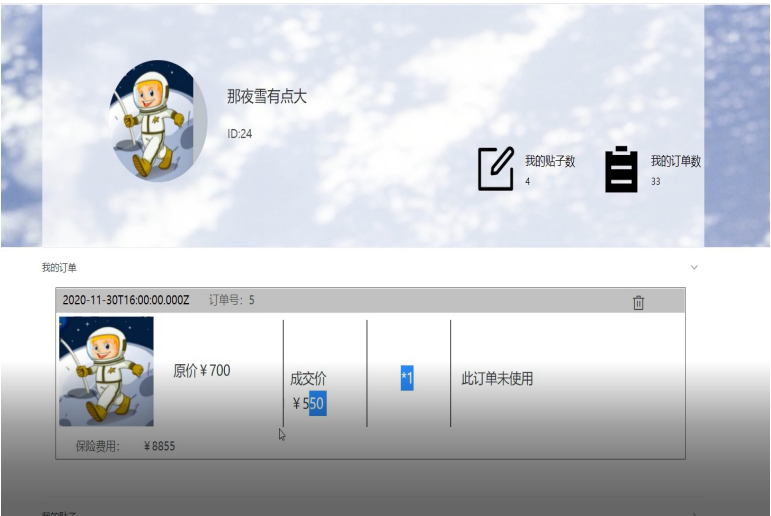 那夜雪有点大
ID:24
我的贴子数
4
我的订单数
33
我的订单
2020-11-30T16:00:00.000Z 订单号: 5
原价¥700
成交价
¥550
*1
此订单未使用
保险费用: ¥8855